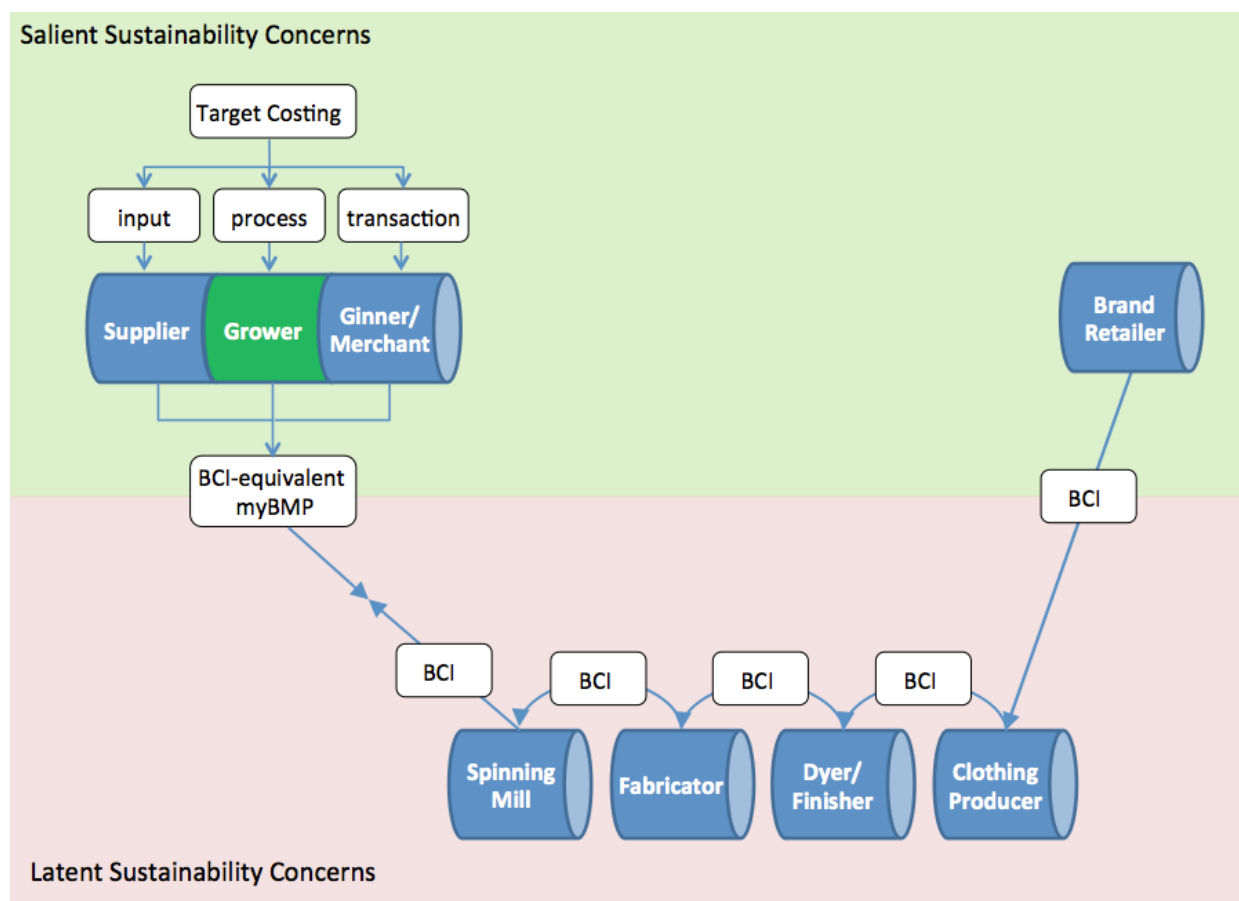 Salient Sustainability Concerns
Target Costing
input
process
transaction
Supplier
Grower
Ginner/
Merchant
Brand
Retailer
BCI-equivalent
myBMP
BCI
BCI
BCI
BCI
BCI
Spinning
Mill
Fabricator
Dyer/
Finisher
Clothing
Producer
Latent Sustainability Concerns